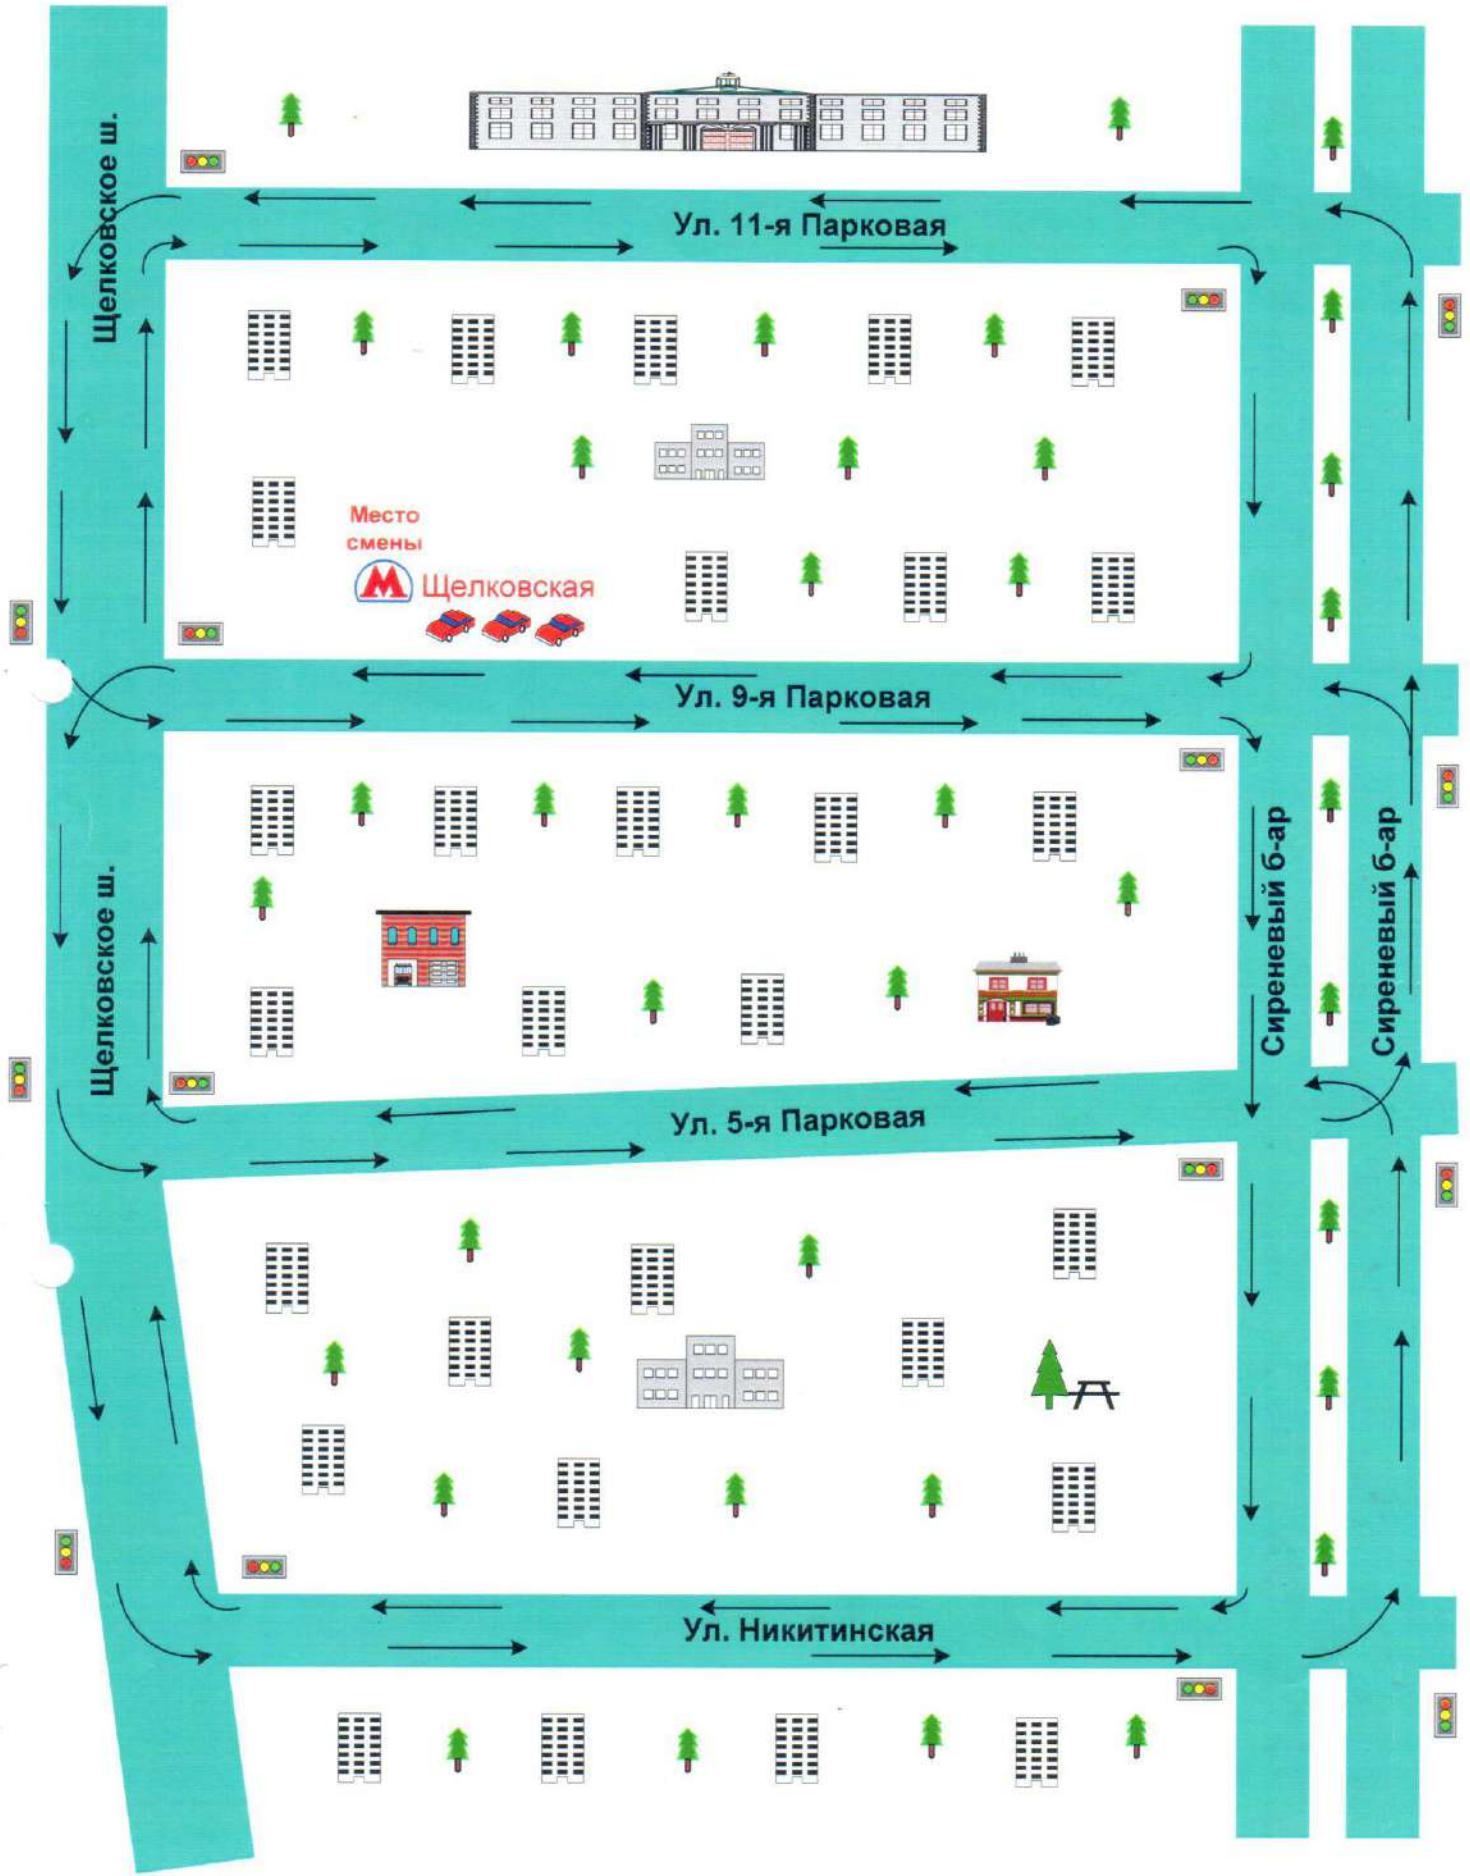 Щелковское ш.
Ул. 11-я Парковая
Место
смены
М Щелковская
Ул. 9-я Парковая
Щелковское ш.
Сиреневый б-ар
Сиреневый б-ар
Ул. 5-я Парковая
Ул. Никитинская